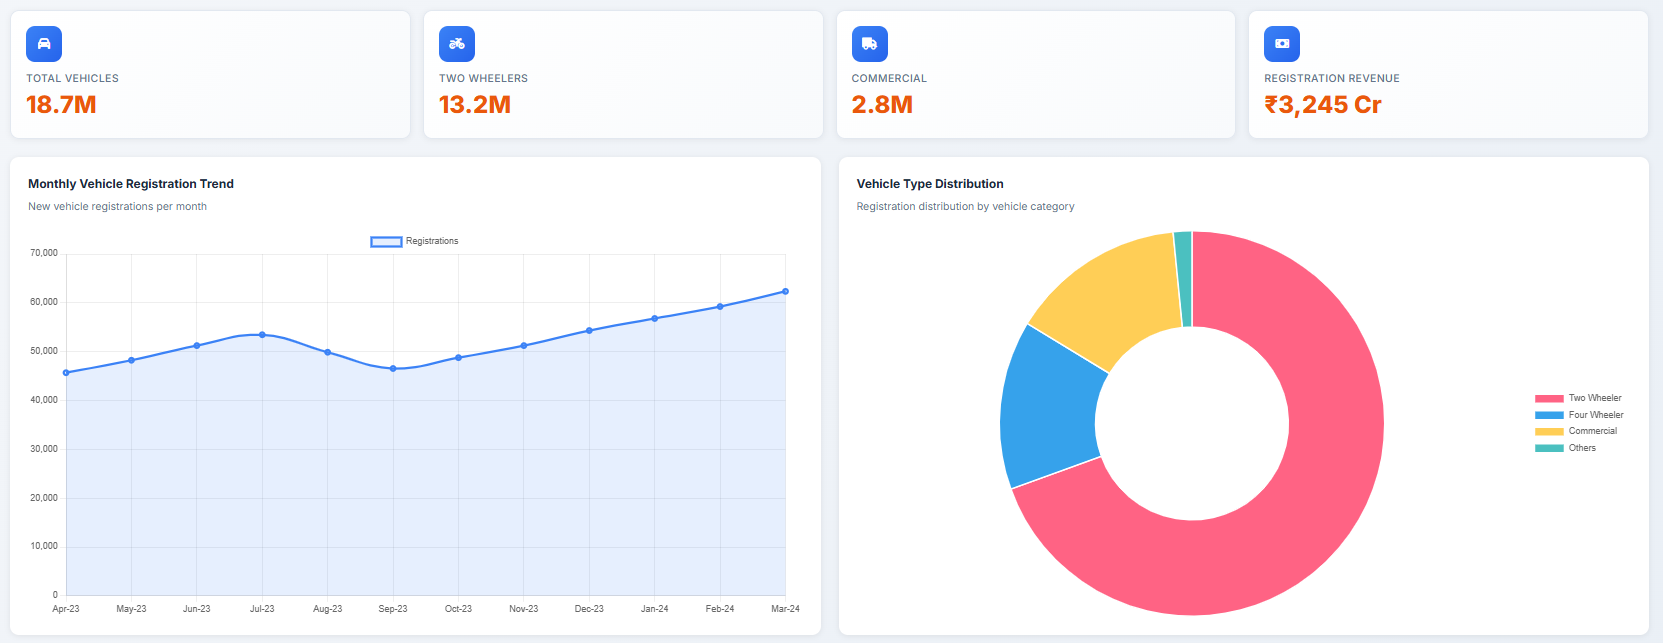 TOTAL VEHICLES
18.7M
TWO WHEELERS
13.2M
COMMERCIAL
2.8M
REGISTRATION REVENUE
₹3,245 Cr
Monthly Vehicle Registration Trend
New vehicle registrations per month
Registrations
70,000
60,000
50,000
40,000
30,000
20,000
10,000
0
Apr-23 May-23 Jun-23 Jul-23 Aug-23 Sep-23 Oct-23 Nov-23 Dec-23 Jan-24 Feb-24 Mar-24
Vehicle Type Distribution
Registration distribution by vehicle category
Two Wheeler
Four Wheeler
Commercial
Others